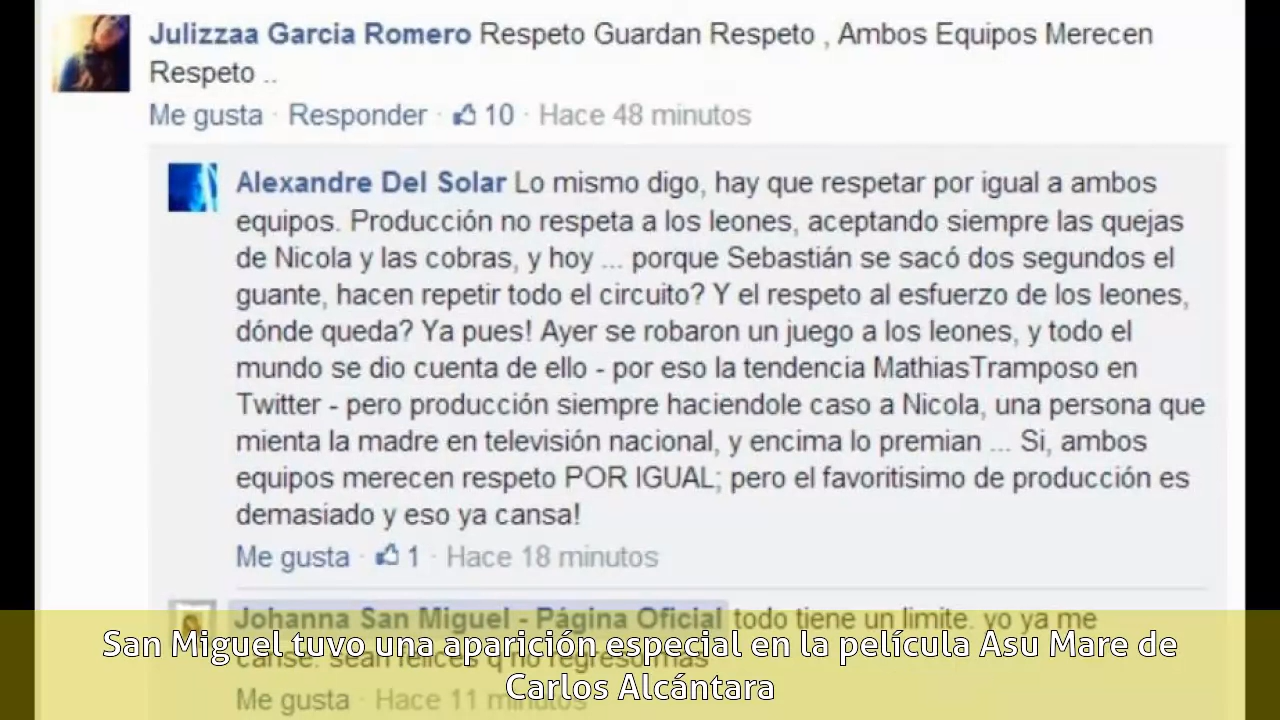 Julizzaa Garcia Romero Respeto Guardan Respeto , Ambos Equipos Merecen
Respeto ..
Me gusta · Responder · 10 · Hace 48 minutos
Alexandre Del Solar Lo mismo digo, hay que respetar por igual a ambos
equipos. Producción no respeta a los leones, aceptando siempre las quejas
de Nicola y las cobras, y hoy ... porque Sebastián se sacó dos segundos el
guante, hacen repetir todo el circuito? Y el respeto al esfuerzo de los leones,
dónde queda? Ya pues! Ayer se robaron un juego a los leones, y todo el
mundo se dio cuenta de ello - por eso la tendencia MathiasTramposo en
Twitter - pero producción siempre haciendole caso a Nicola, una persona que
mienta la madre en televisión nacional, y encima lo premian ... Si, ambos
equipos merecen respeto POR IGUAL; pero el favoritisimo de producción es
demasiado y eso ya cansa!
Me gusta · 1 · Hace 18 minutos
Johanna San Miguel - Página Oficial todo tiene un limite. yo ya me
canse. sean felices q no regreso mas
Me gusta · Hace 11 minutos
San Miguel tuvo una aparición especial en la película Asu Mare de
Carlos Alcántara